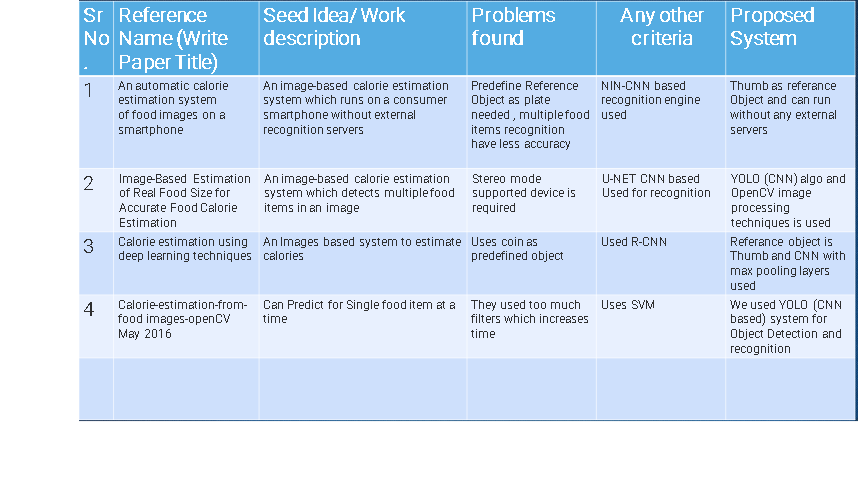 Sr No. Reference Name (Write Paper Title) Seed Idea/ Work description Problems found Any other criteria Proposed System
1
An automatic calorie
estimation system
of food images on a
smartphone
An image-based calorie estimation
system which runs on a consumer
smartphone without external
recognition servers
Predefine Reference
Object as plate
needed , multiple food
items recognition
have less accuracy
NIN-CNN based
recognition engine
used
Thumb as referance
Object and can run
without any external
servers
2
Image-Based Estimation
of Real Food Size for
Accurate Food Calorie
Estimation
An image-based calorie estimation
system which detects multiple food
items in an image
Stereo mode
supported device is
required
U-NET CNN based
Used for recognition
YOLO (CNN) algo and
OpenCV image
processing
techniques is used
3
Calorie estimation using
deep learning techniques
An Images based system to estimate
calories
Uses coin as
predefined object
Used R-CNN
Referance object is
Thumb and CNN with
max pooling layers
used
4
Calorie-estimation-from-
food images-openCV
May 2016
Can Predict for Single food item at a
time
They used too much
filters which increases
time
Uses SVM
We used YOLO (CNN
based) system for
Object Detection and
recognition